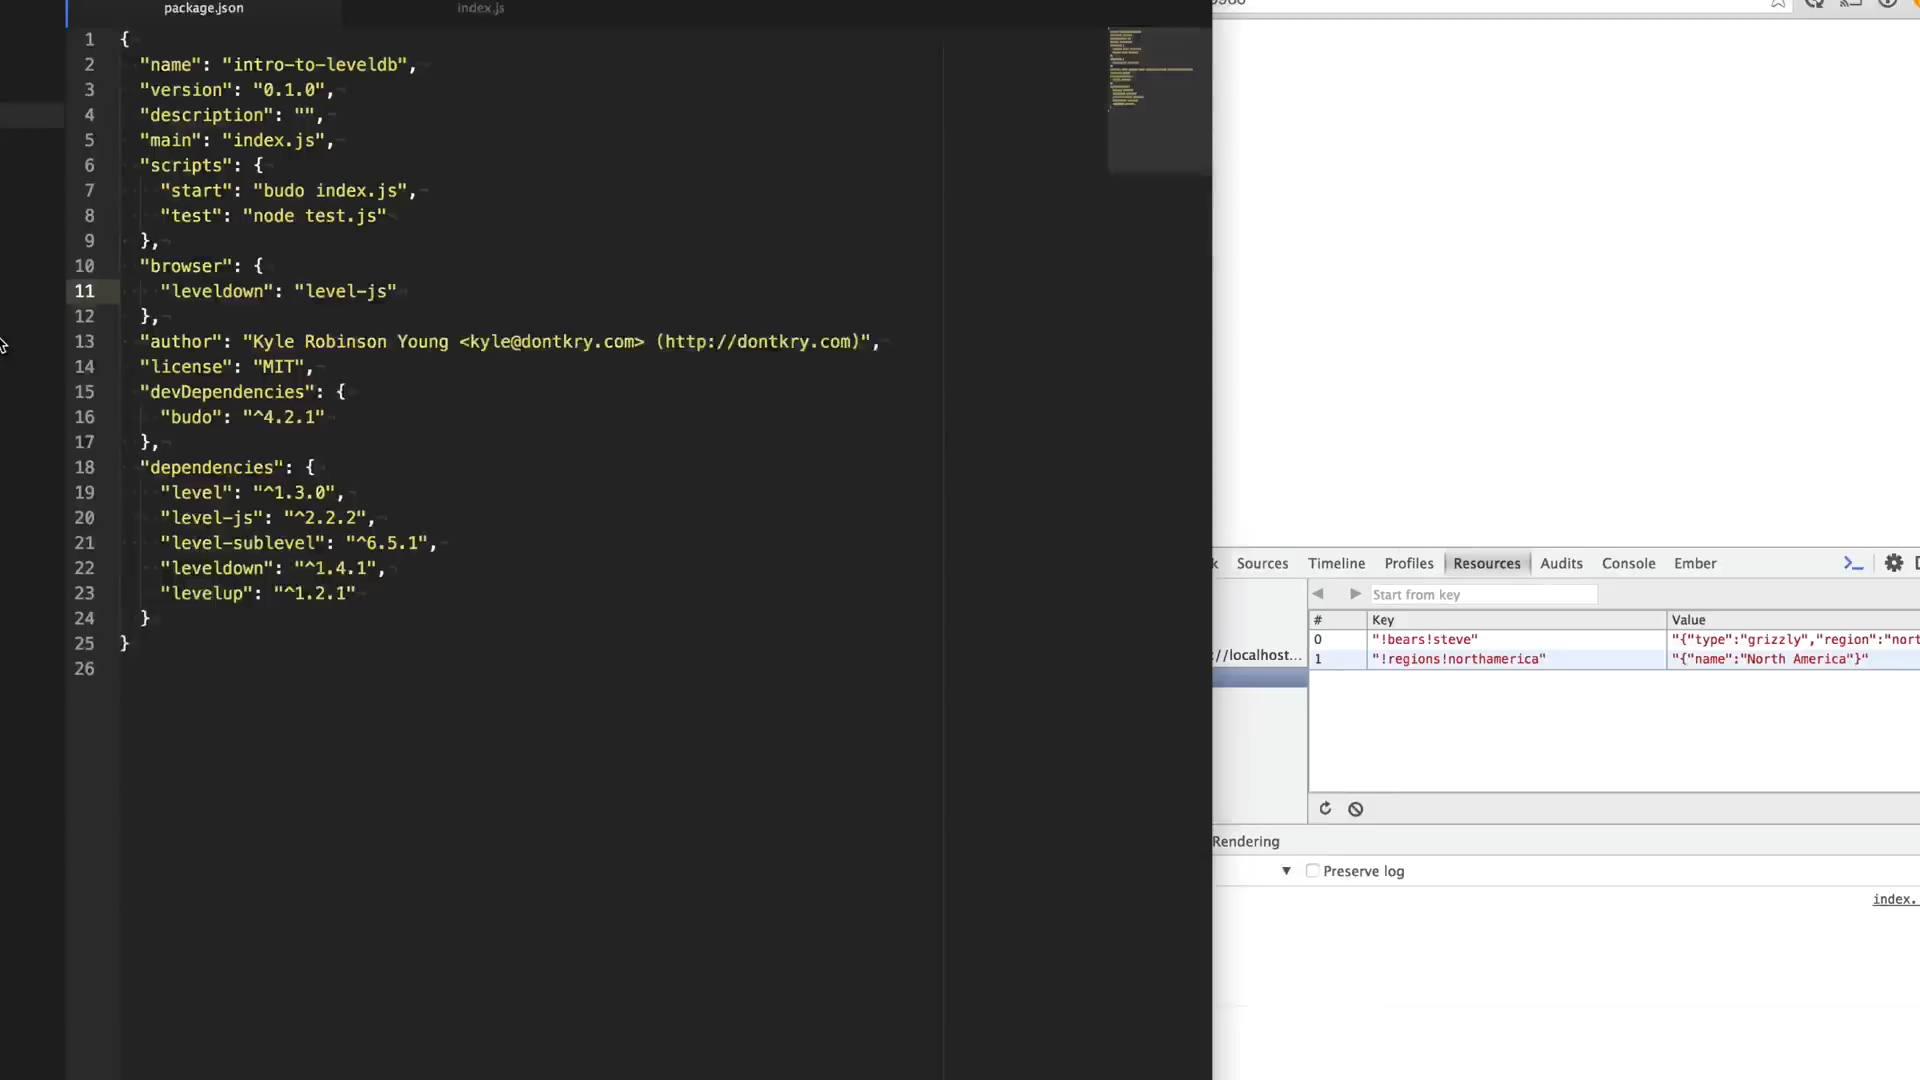 package.json
index.js
1 {
2 "name": "intro-to-leveldb",
3 "version": "0.1.0",
4 "description": "",
5 "main": "index.js",
6 "scripts": {
7 "start": "budo index.js",
8 "test": "node test.js"
9 },
10 "browser": {
11 "leveldown": "level-js"
12 },
13 "author": "Kyle Robinson Young <kyle@dontkry.com> (http://dontkry.com)",
14 "license": "MIT",
15 "devDependencies": {
16 "budo": "^4.2.1"
17 },
18 "dependencies": {
19 "level": "^1.3.0",
20 "level-js": "^2.2.2",
21 "level-sublevel": "^6.5.1",
22 "leveldown": "^1.4.1",
23 "levelup": "^1.2.1"
24 }
25 }
26
k Sources Timeline Profiles Resources Audits Console Ember
Start from key
# Key Value
0 "!bears!steve" "{"type":"grizzly","region":"nort
://localhost...
1 "!regions!northamerica" "{"name":"North America"}"
Rendering
Preserve log
index.